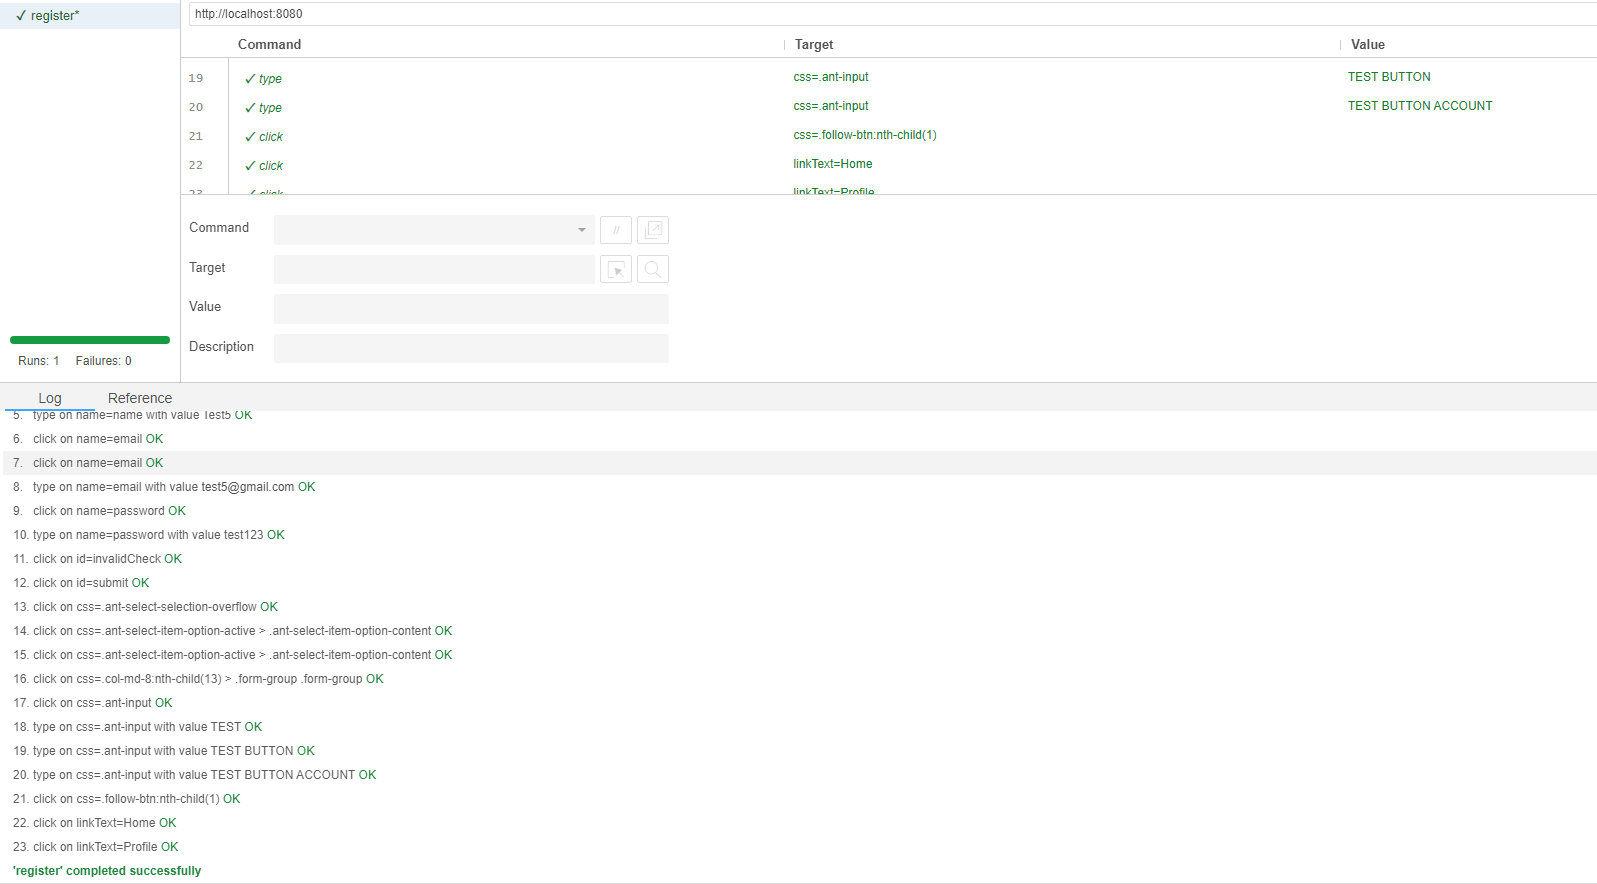 ✓ register*
http://localhost:8080
Command Target Value
19 ✓ type css=.ant-input TEST BUTTON
20 ✓ type css=.ant-input TEST BUTTON ACCOUNT
21 ✓ click css=.follow-btn:nth-child(1)
22 ✓ click linkText=Home
23 ✓ click linkText=Profile
Command //
Target
Value
Description
Runs: 1 Failures: 0
Log Reference
5. type on name=name with value Test5 OK
6. click on name=email OK
7. click on name=email OK
8. type on name=email with value test5@gmail.com OK
9. click on name=password OK
10. type on name=password with value test123 OK
11. click on id=invalidCheck OK
12. click on id=submit OK
13. click on css=.ant-select-selection-overflow OK
14. click on css=.ant-select-item-option-active > .ant-select-item-option-content OK
15. click on css=.ant-select-item-option-active > .ant-select-item-option-content OK
16. click on css=.col-md-8:nth-child(13) > .form-group .form-group OK
17. click on css=.ant-input OK
18. type on css=.ant-input with value TEST OK
19. type on css=.ant-input with value TEST BUTTON OK
20. type on css=.ant-input with value TEST BUTTON ACCOUNT OK
21. click on css=.follow-btn:nth-child(1) OK
22. click on linkText=Home OK
23. click on linkText=Profile OK
'register' completed successfully